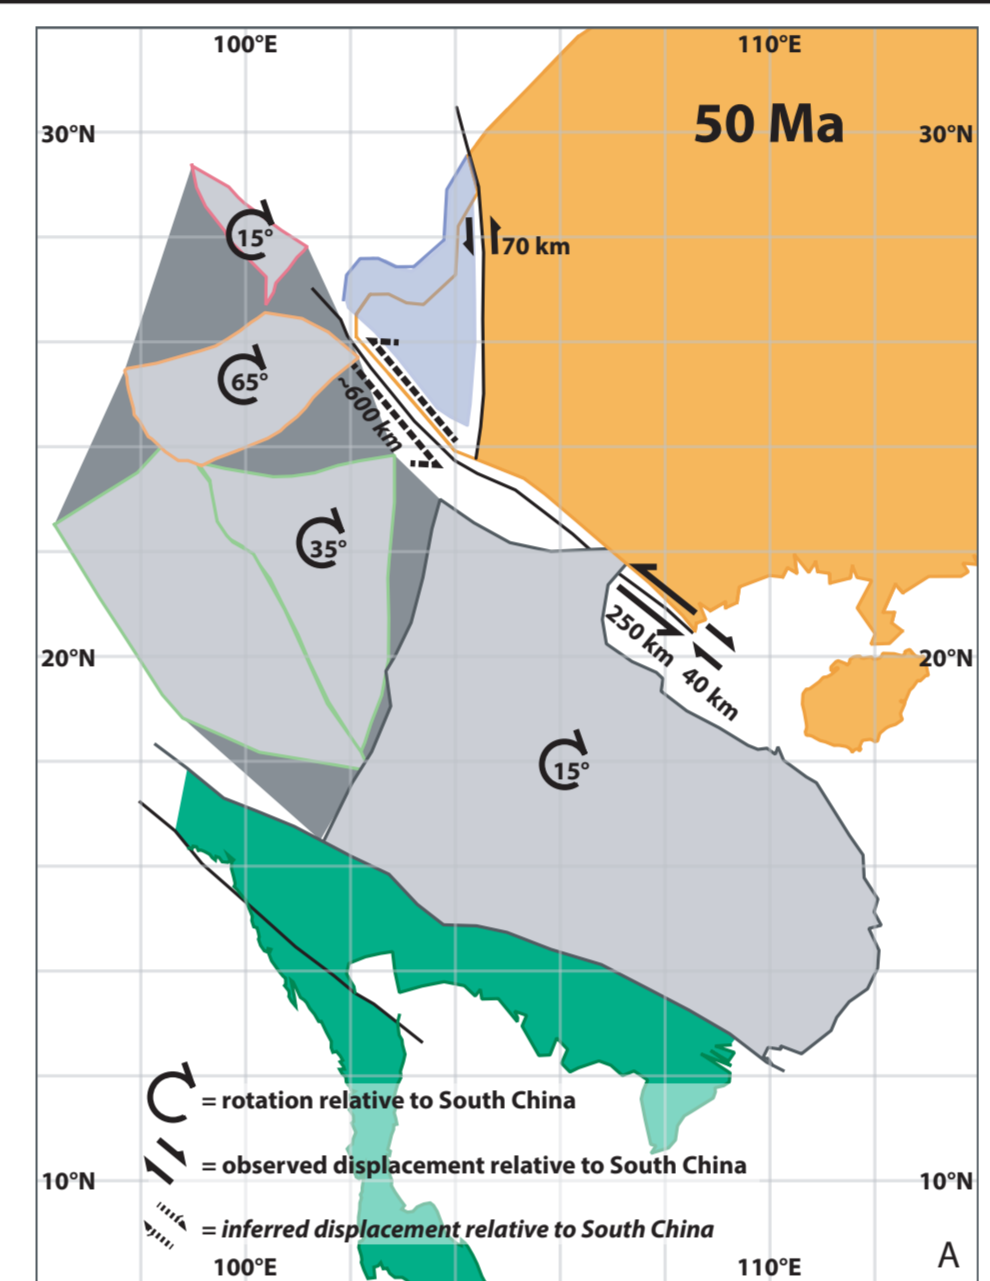 100°E
110°E
30°N
50 Ma
30°N
15°
70 km
65°
~600 km
35°
20°N
250 km
20°N
40 km
15°
= rotation relative to South China
= observed displacement relative to South China
10°N
10°N
= inferred displacement relative to South China
A
100°E
110°E